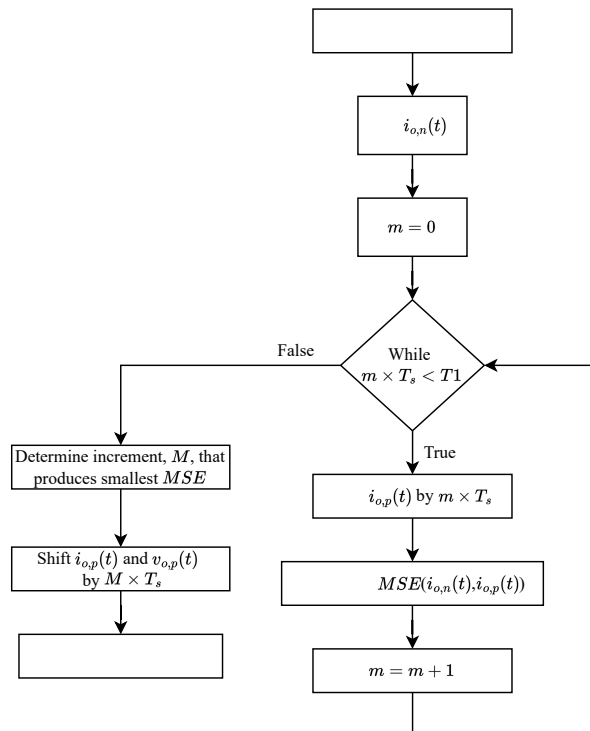 i_{o,n}(t)
m = 0
While
m × T_s < T1
False
True
Determine increment, M, that
produces smallest MSE
i_{o,p}(t) by m × T_s
Shift i_{o,p}(t) and v_{o,p}(t)
by M × T_s
MSE(i_{o,n}(t),i_{o,p}(t))
m = m + 1